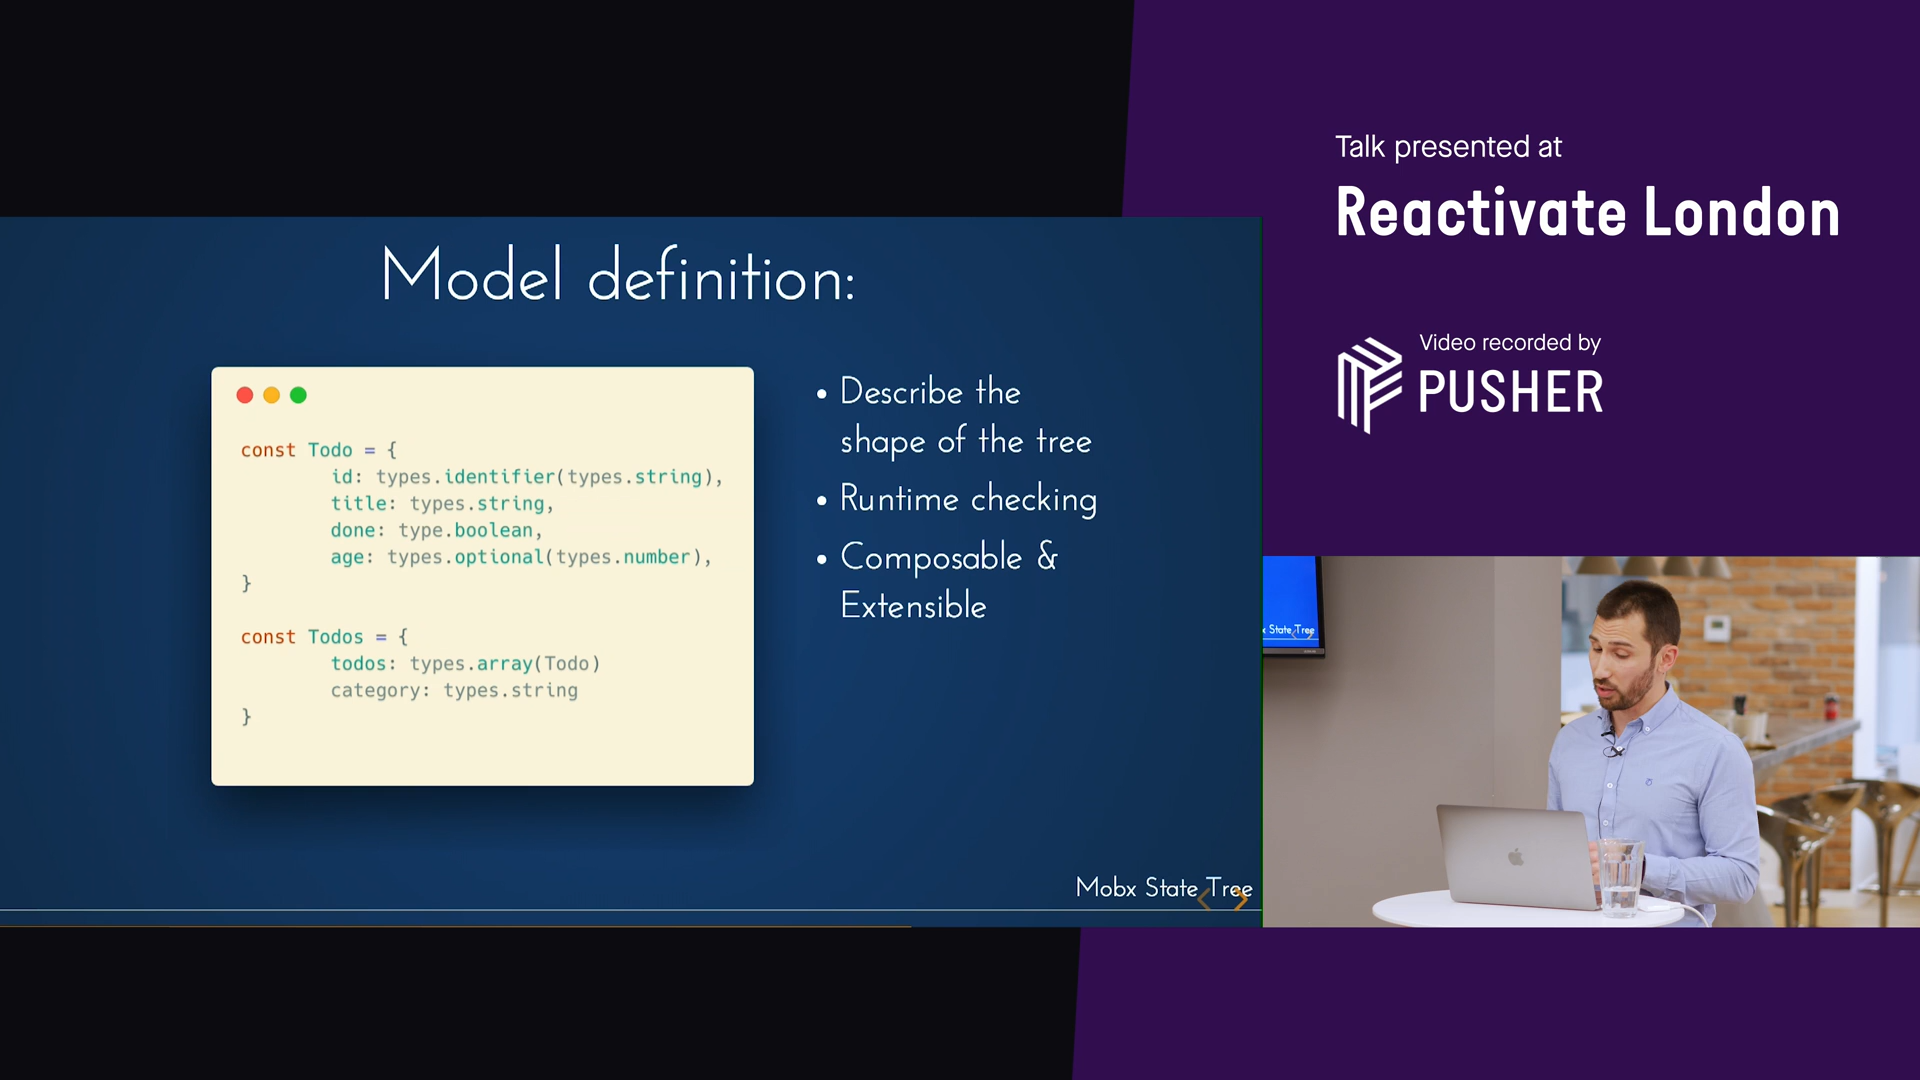 Talk presented at
Reactivate London
Video recorded by
PUSHER
Model definition:
const Todo = {
id: types.identifier(types.string),
title: types.string,
done: type.boolean,
age: types.optional(types.number),
}
const Todos = {
todos: types.array(Todo)
category: types.string
}
• Describe the
shape of the tree
• Runtime checking
• Composable &
Extensible
Mobx State Tree
x State Tree